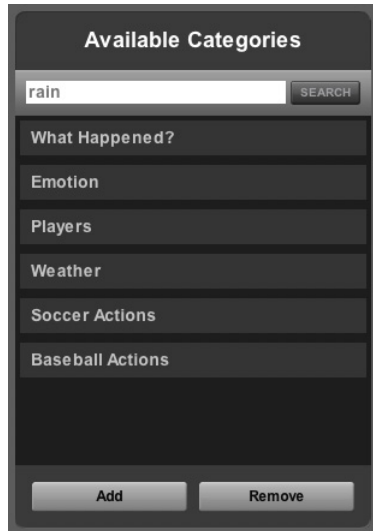 Available Categories
rain SEARCH
What Happened?
Emotion
Players
Weather
Soccer Actions
Baseball Actions
Add Remove